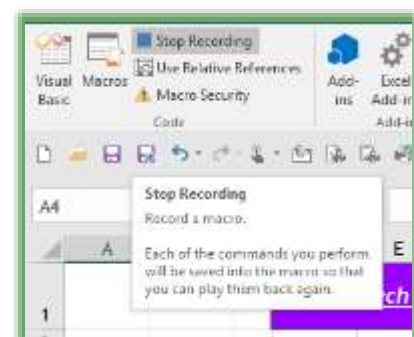 Stop Recording
Use Relative References
Macro Security
Visual Basic
Macros
Add-ins
Excel Add-in
Code
Add-in
A4
Stop Recording
Record a macro.
Each of the commands you perform
will be saved into the macro so that
you can play them back again.
A
E
ech
1